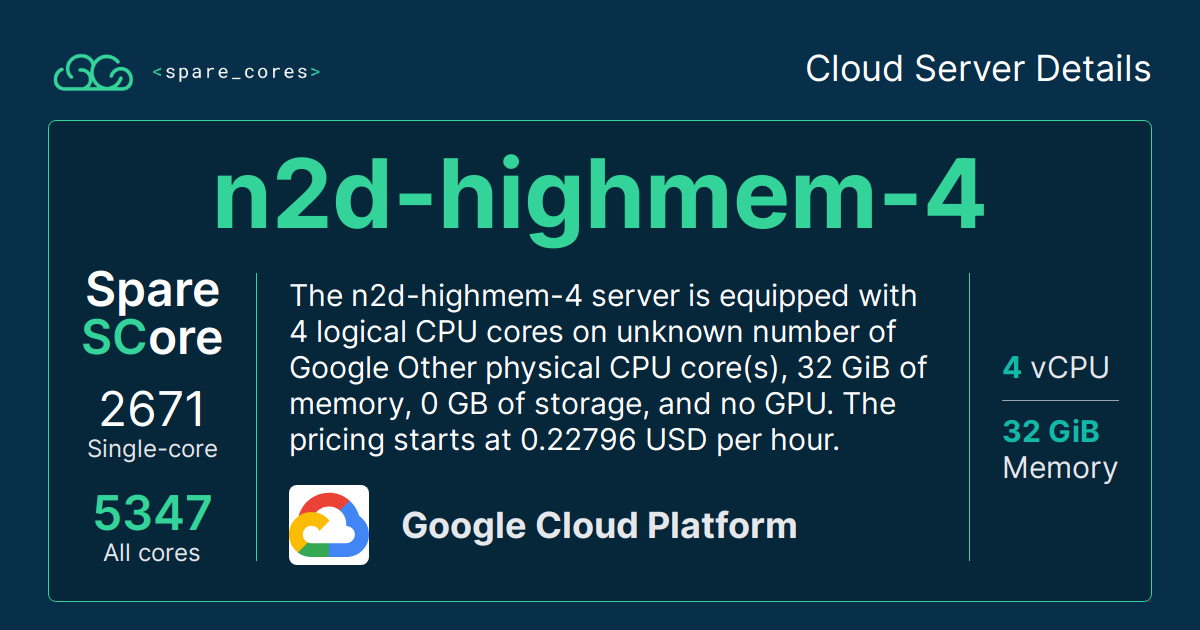 <spare_cores>
Cloud Server Details
n2d-highmem-4
Spare
SCore
2671
Single-core
5347
All cores
The n2d-highmem-4 server is equipped with
4 logical CPU cores on unknown number of
Google Other physical CPU core(s), 32 GiB of
memory, 0 GB of storage, and no GPU. The
pricing starts at 0.22796 USD per hour.
Google Cloud Platform
4 vCPU
32 GiB
Memory